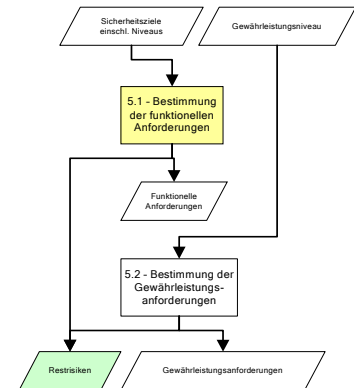 Sicherheitsziele
einschl. Niveaus
Gewährleistungsniveau
5.1 - Bestimmung
der funktionellen
Anforderungen
Funktionelle
Anforderungen
5.2 - Bestimmung der
Gewährleistungs-
anforderungen
Restrisiken
Gewährleistungsanforderungen